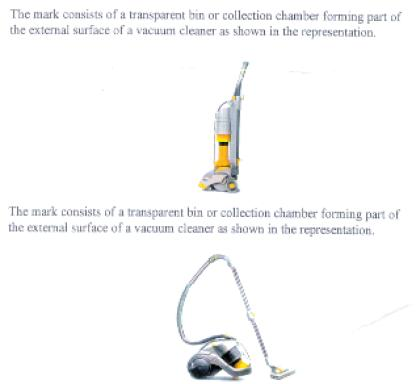 The mark consists of a transparent bin or collection chamber forming part of
the external surface of a vacuum cleaner as shown in the representation.
The mark consists of a transparent bin or collection chamber forming part of
the external surface of a vacuum cleaner as shown in the representation.